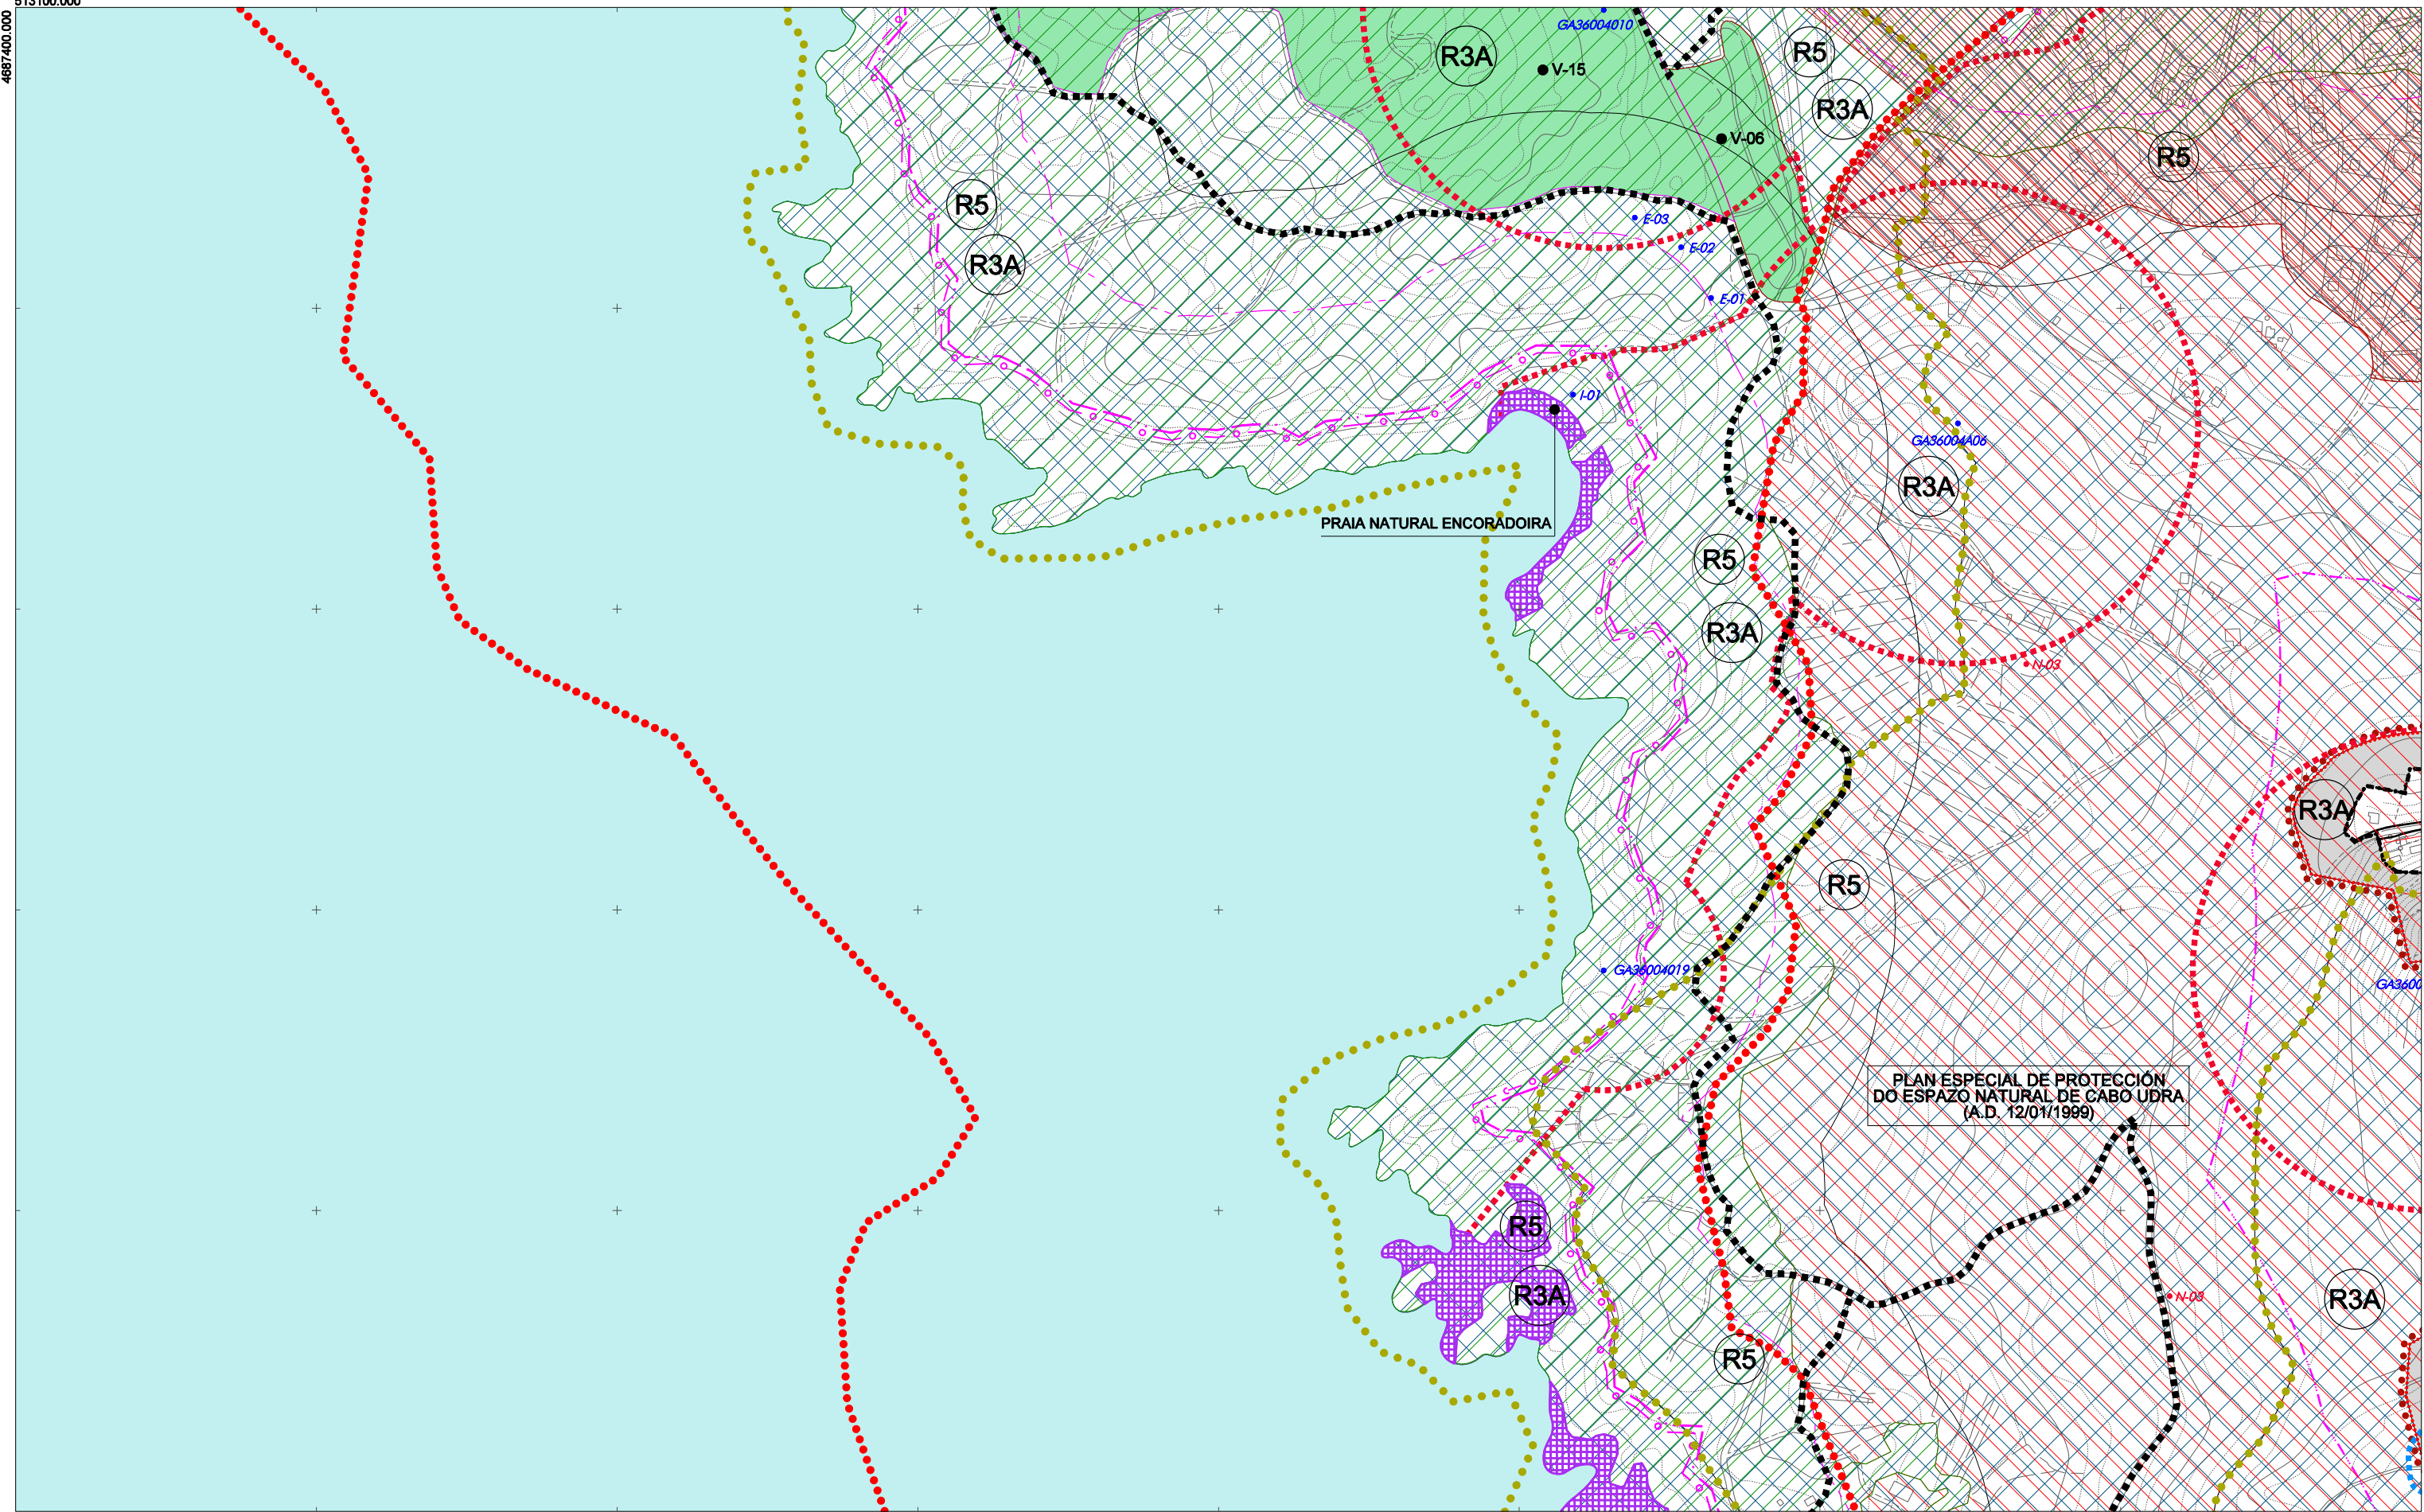 513100.000
4687400.000
GA36004010
R3A
V-15
R5
R3A
V-06
R5
R5
R3A
E-03
E-02
E-01
I-01
GA36004A06
R3A
PRAIA NATURAL ENCORADOIRA
R5
R3A
N-03
R3A
R5
GA36004019
GA3600
PLAN ESPECIAL DE PROTECCIÓN
DO ESPAZO NATURAL DE CABO UDRA
(A.D. 12/01/1999)
R5
R3A
N-03
R3A
R5